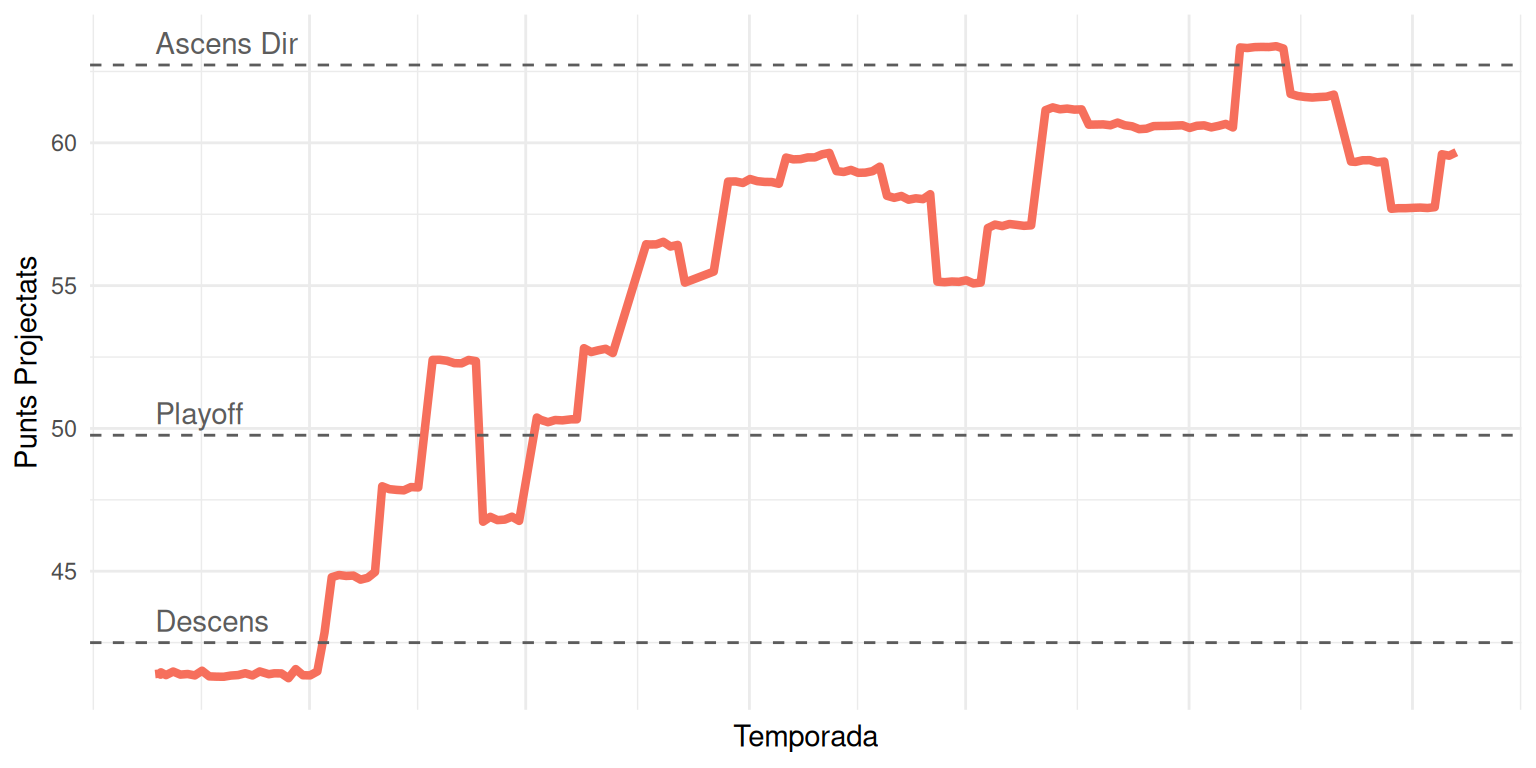 Ascens Dir
60
55
Playoff
50
45
Descens
Punts Projectats
Temporada